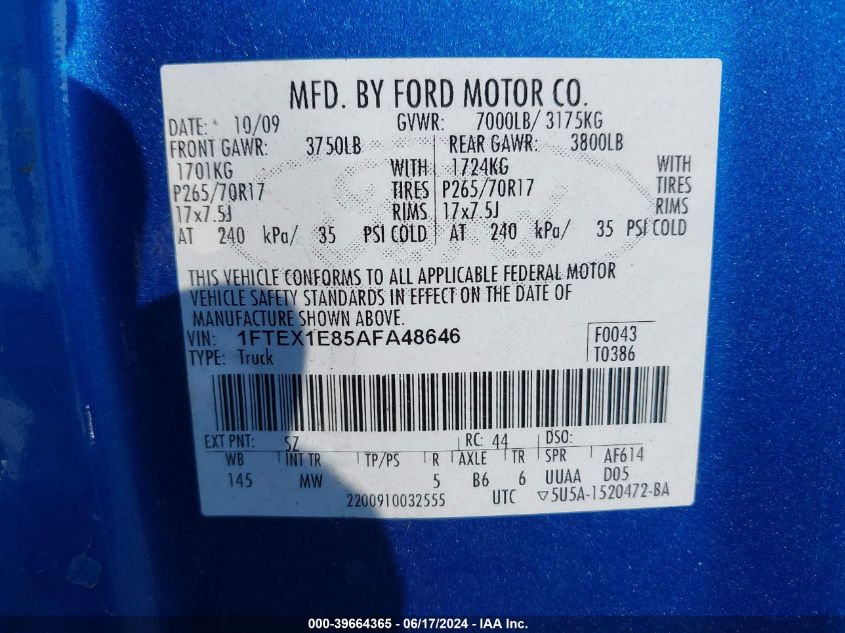 MFD. BY FORD MOTOR CO.
DATE: 10/09 GVWR: 7000LB/ 3175KG
FRONT GAWR: 3750LB REAR GAWR: 3800LB
1701KG WITH 1724KG WITH
P265/70R17 TIRES P265/70R17 TIRES
17x7.5J RIMS 17x7.5J RIMS
AT 240 kPa/ 35 PSI COLD AT 240 kPa/ 35 PSI COLD
THIS VEHICLE CONFORMS TO ALL APPLICABLE FEDERAL MOTOR
VEHICLE SAFETY STANDARDS IN EFFECT ON THE DATE OF
MANUFACTURE SHOWN ABOVE.
VIN: 1FTEX1E85AFA48646 F0043
TYPE: Truck T0386
EXT PNT: SZ RC: 44 DSO:
WB INT TR TP/PS R AXLE TR SPR AF614
145 MW 5 B6 6 UUAA D05
2200910032555 UTC ▽5U5A-1520472-BA
000-39664365 - 06/17/2024 - IAA Inc.